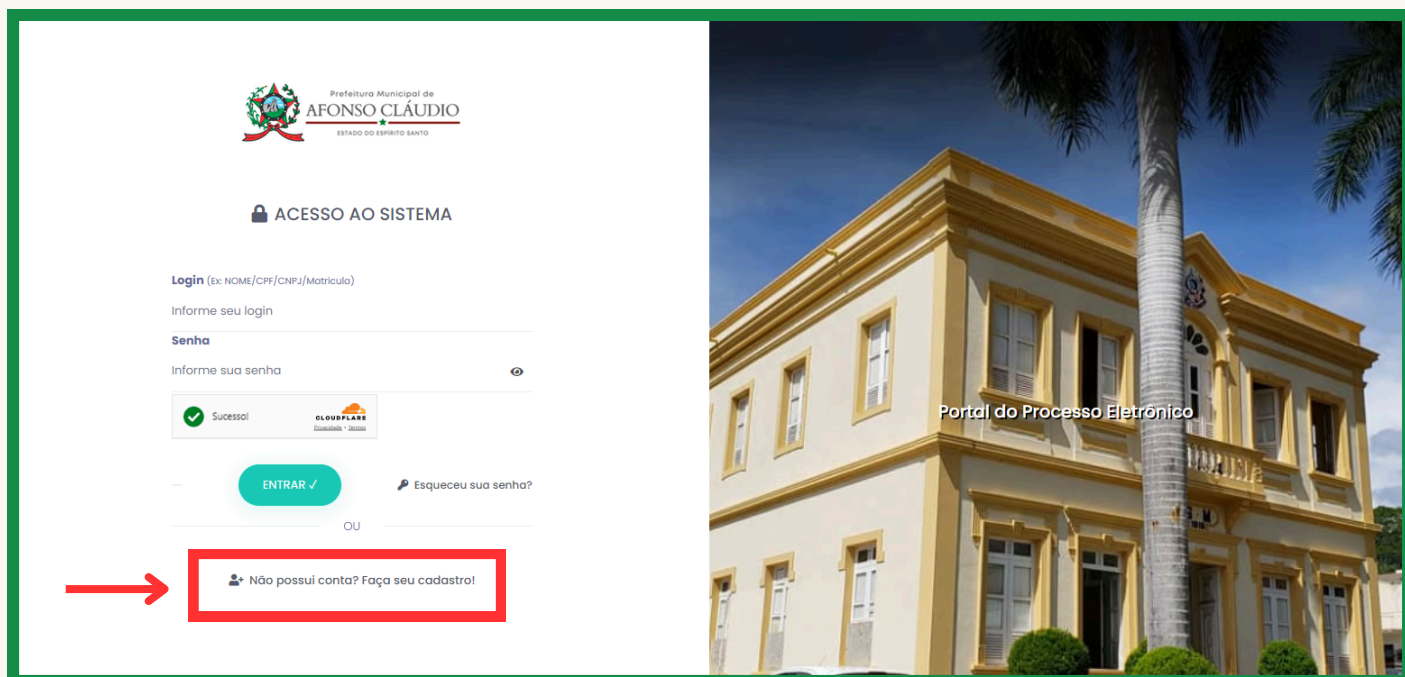 Prefeitura Municipal de
AFONSO CLÁUDIO
ESTADO DO ESPÍRITO SANTO
ACESSO AO SISTEMA
Login (Ex: NOME/CPF/CNPJ/Matricula)
Informe seu login
Senha
Informe sua senha
Sucesso!
CLOUDFLARE
Privacidade • Termos
ENTRAR ✓
Esqueceu sua senha?
OU
Não possui conta? Faça seu cadastro!
Portal do Processo Eletrônico